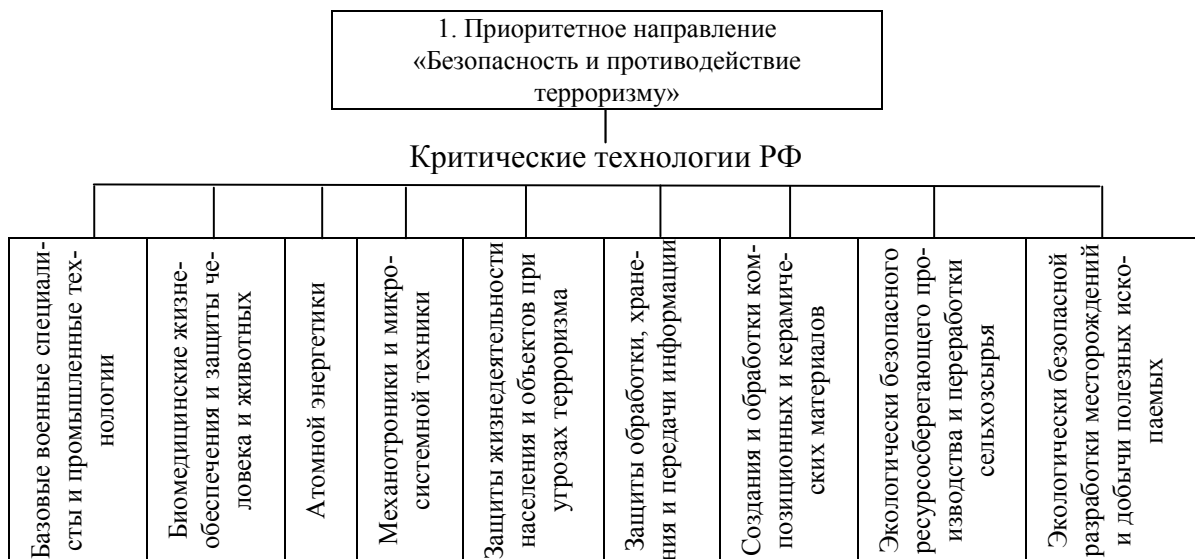 1. Приоритетное направление
«Безопасность и противодействие
терроризму»
Критические технологии РФ
Базовые военные специали-
сты и промышленные тех-
нологии
Биомедицинские жизне-
обеспечения и защиты че-
ловека и животных
Атомной энергетики
Механотроники и микро-
системной техники
Защиты жизнедеятельности
населения и объектов при
угрозах терроризма
Защиты обработки, хране-
ния и передачи информации
Создания и обработки ком-
позиционных и керамиче-
ских материалов
Экологически безопасного
ресурсосберегающего про-
изводства и переработки
сельхозсырья
Экологически безопасной
разработки месторождений
и добычи полезных иско-
паемых